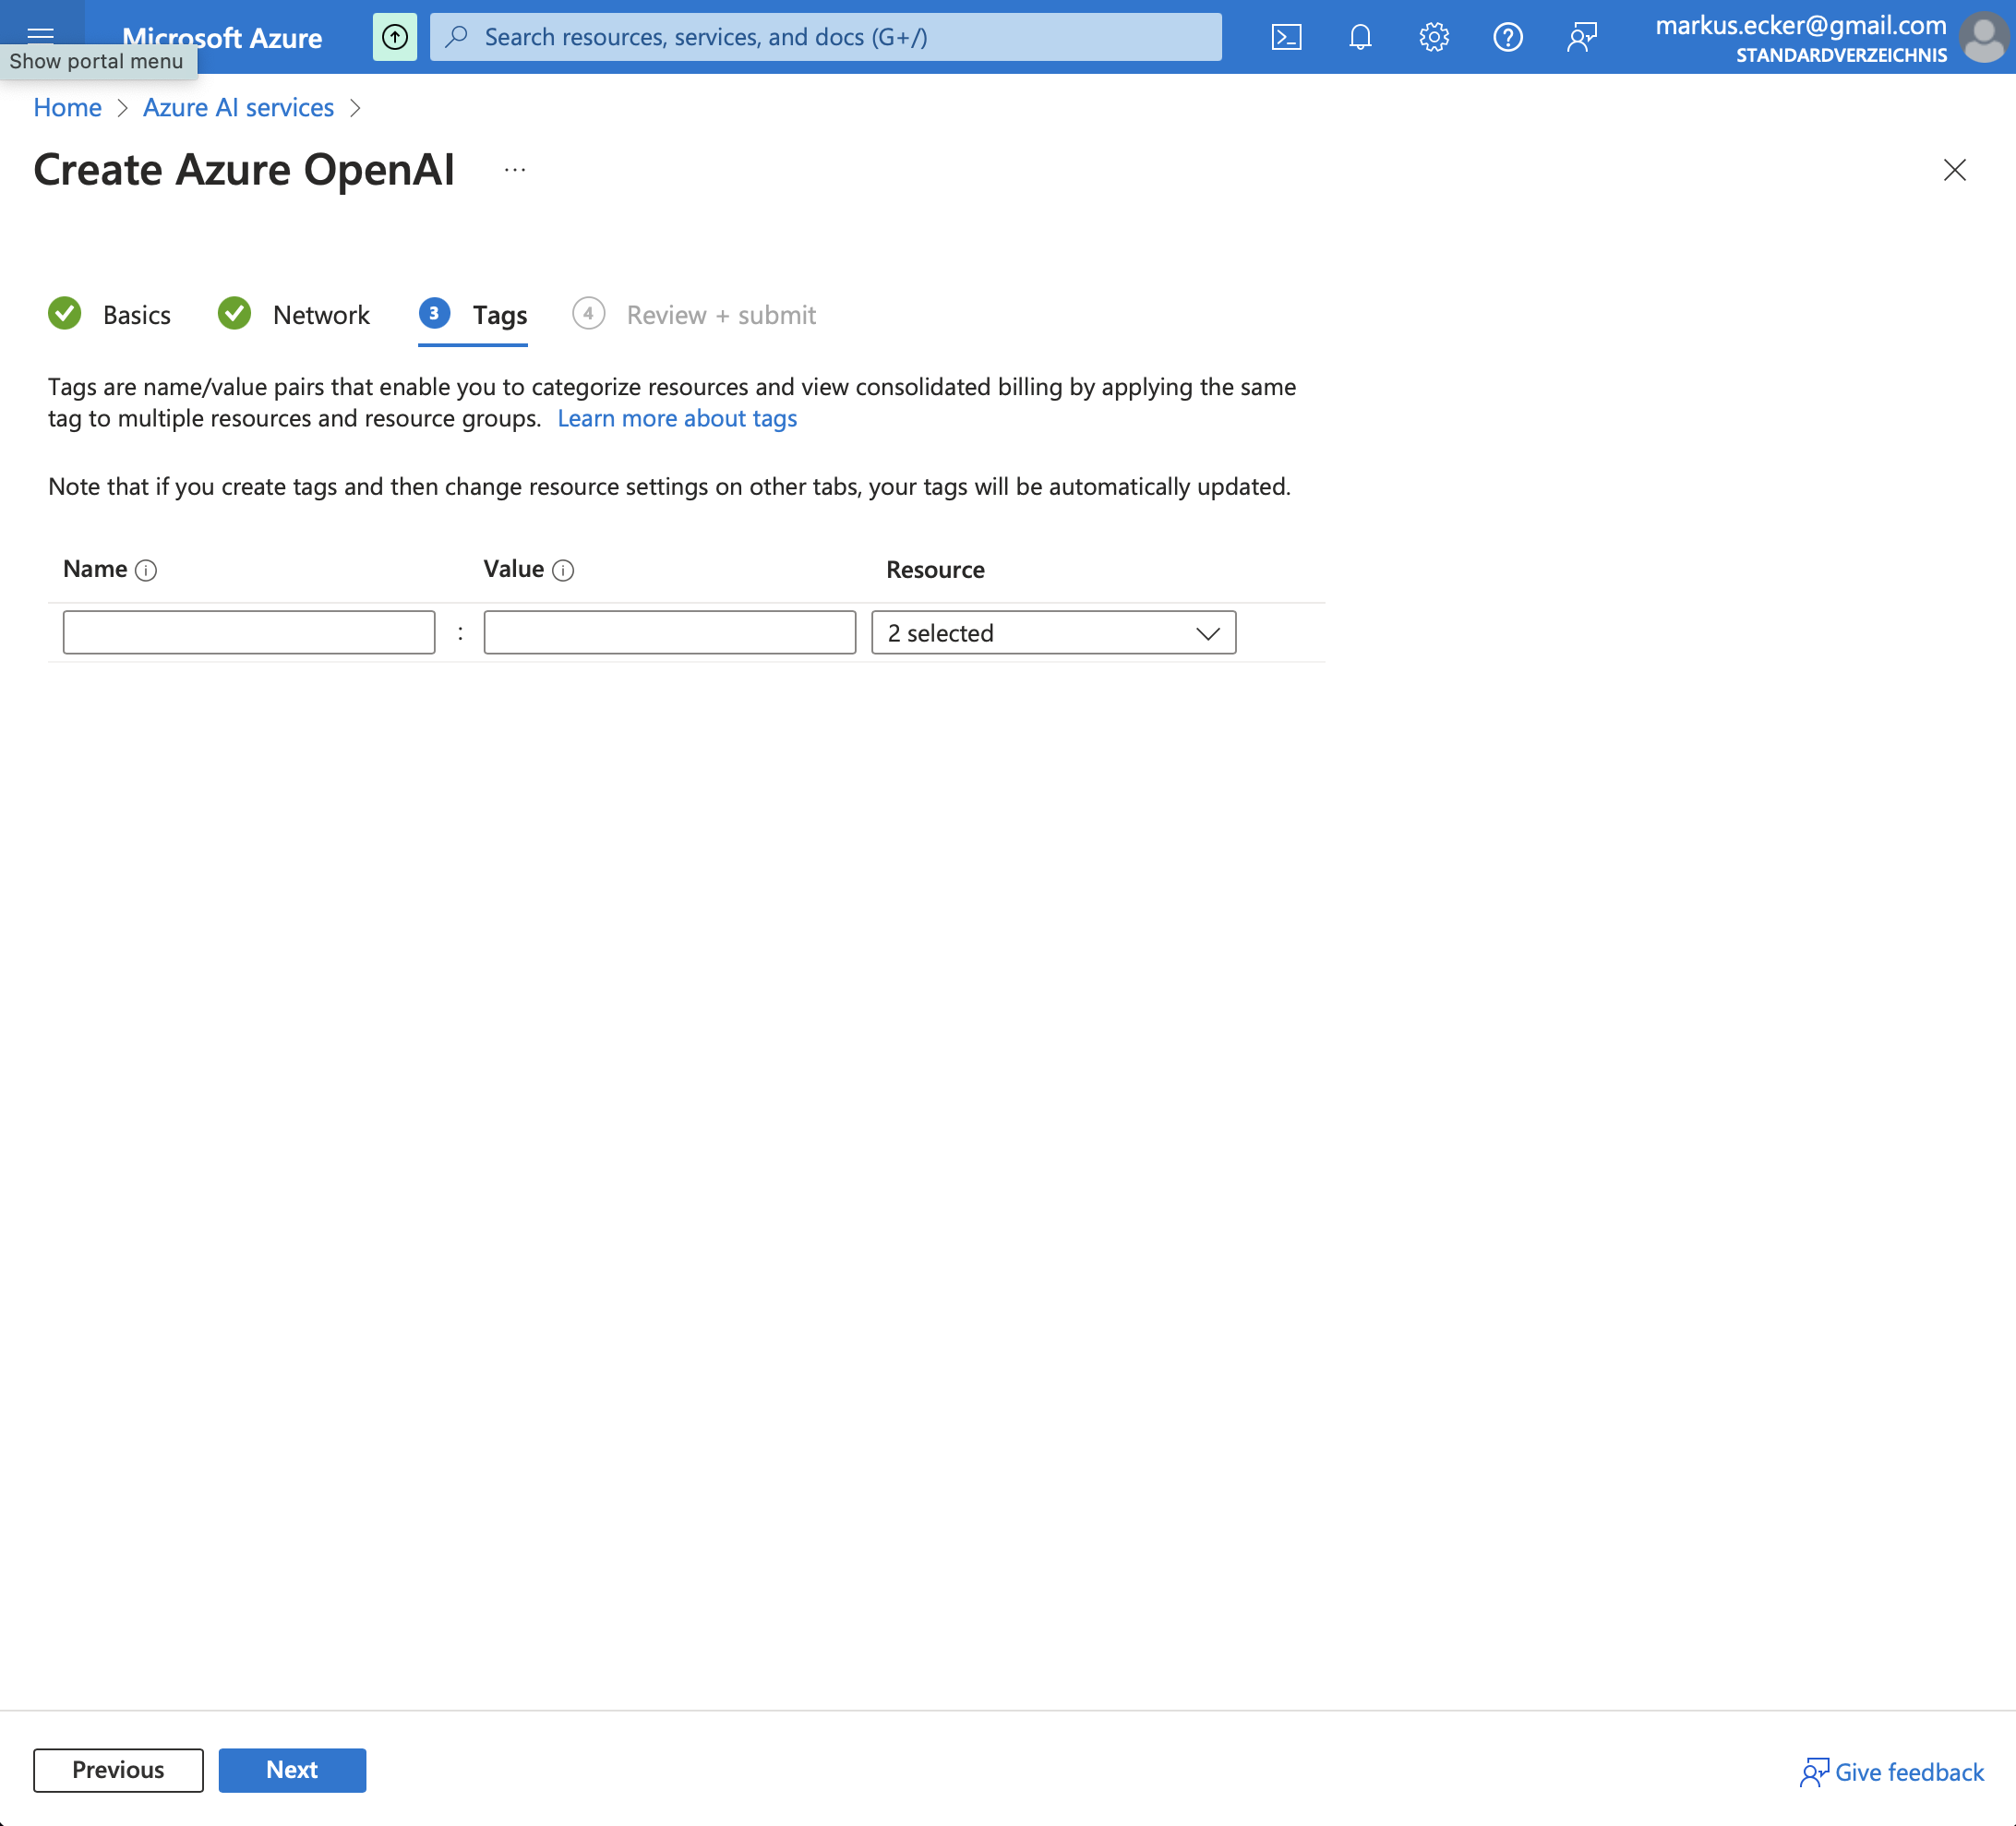 Microsoft Azure
Search resources, services, and docs (G+/)
markus.ecker@gmail.com
STANDARDVERZEICHNIS
Show portal menu
Home > Azure AI services >
Create Azure OpenAI ...
Basics Network 3 Tags 4 Review + submit
Tags are name/value pairs that enable you to categorize resources and view consolidated billing by applying the same
tag to multiple resources and resource groups. Learn more about tags
Note that if you create tags and then change resource settings on other tabs, your tags will be automatically updated.
Name Value Resource
: 2 selected
Previous Next Give feedback